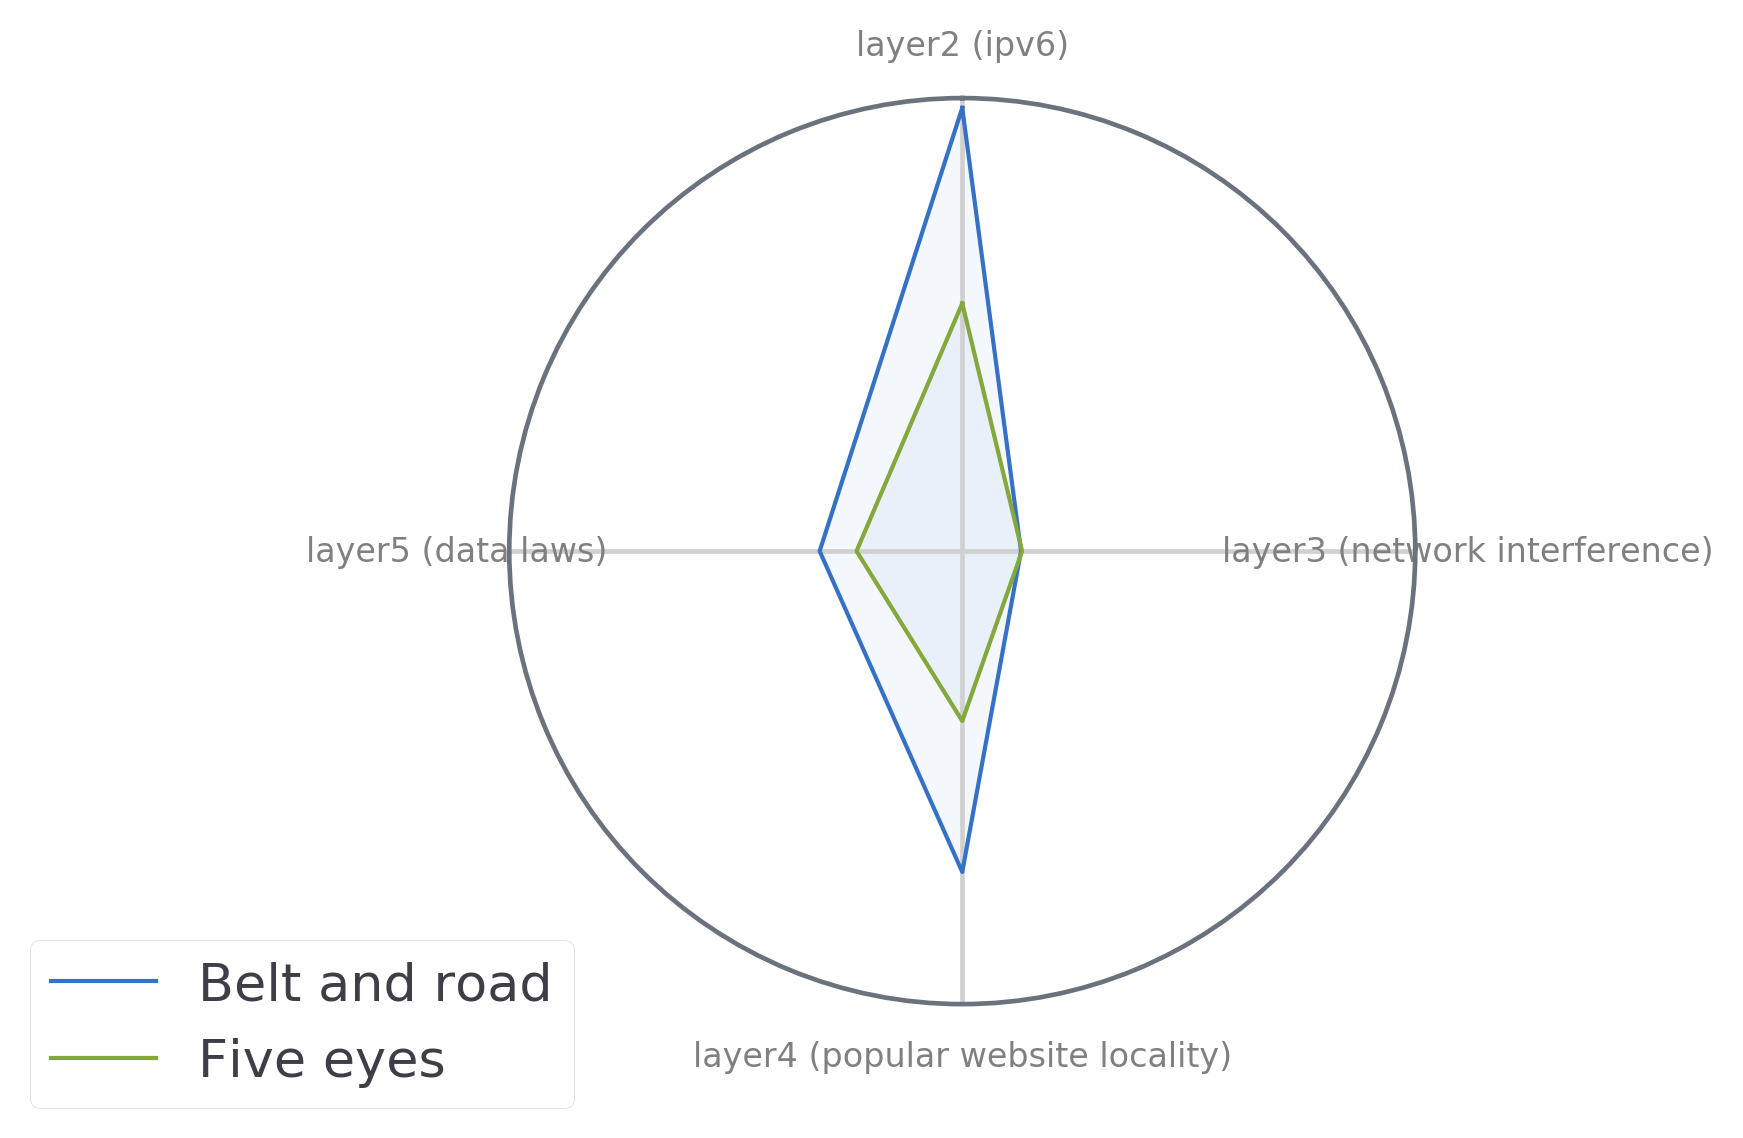 layer2 (ipv6)
layer5 (data laws)
layer3 (network interference)
layer4 (popular website locality)
Belt and road
Five eyes